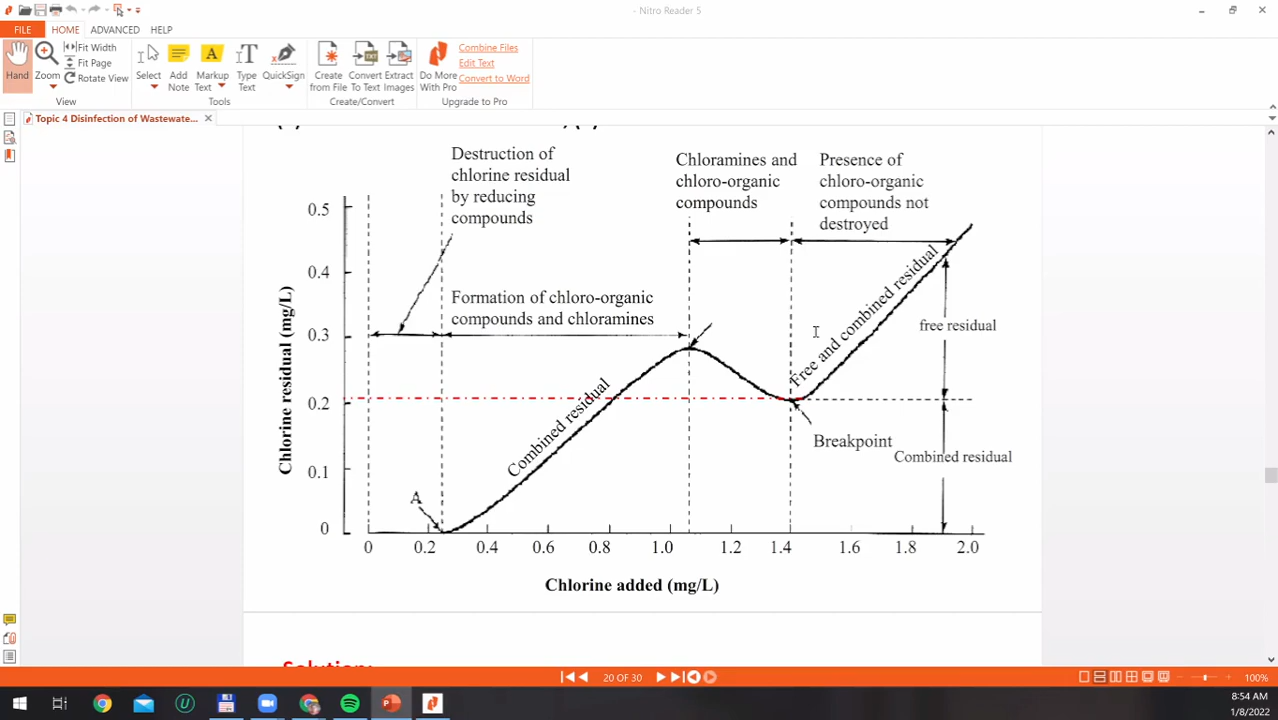 - Nitro Reader 5
FILE
HOME
ADVANCED
HELP
Hand
Zoom
Fit Width
Fit Page
Rotate View
View
Select
Add
Note
Markup
Text
Type
Text
QuickSign
Tools
Create
from File
Convert
To Text
Extract
Images
Create/Convert
Do More
With Pro
Combine Files
Edit Text
Convert to Word
Upgrade to Pro
Topic 4 Disinfection of Wastewate...
Destruction of
chlorine residual
by reducing
compounds
Chloramines and
chloro-organic
compounds
Presence of
chloro-organic
compounds not
destroyed
Formation of chloro-organic
compounds and chloramines
Chlorine residual (mg/L)
0.5
0.4
0.3
0.2
0.1
0
Combined residual
Free and combined residual
free residual
Breakpoint
Combined residual
A
0 0.2 0.4 0.6 0.8 1.0 1.2 1.4 1.6 1.8 2.0
Chlorine added (mg/L)
Solution:
20 OF 30
100%
8:54 AM
1/8/2022